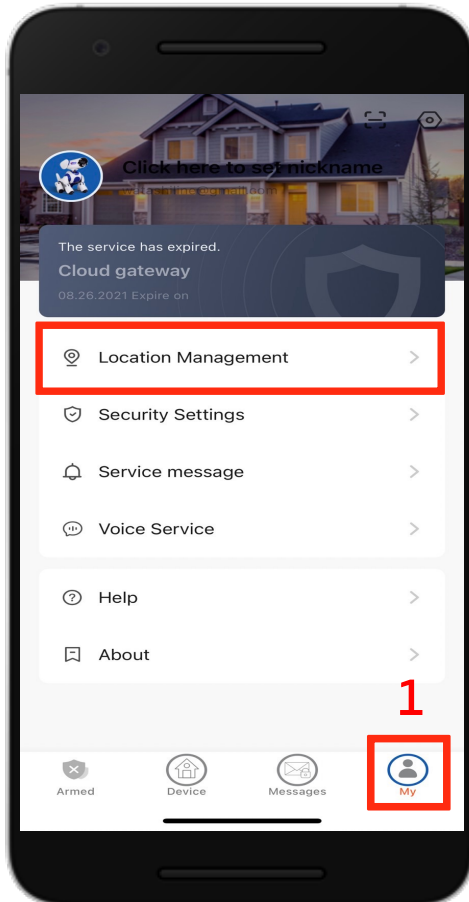 Click here to set nickname
The service has expired.
Cloud gateway
08.26.2021 Expire on
Location Management
Security Settings
Service message
Voice Service
Help
About
1
Armed
Device
Messages
My